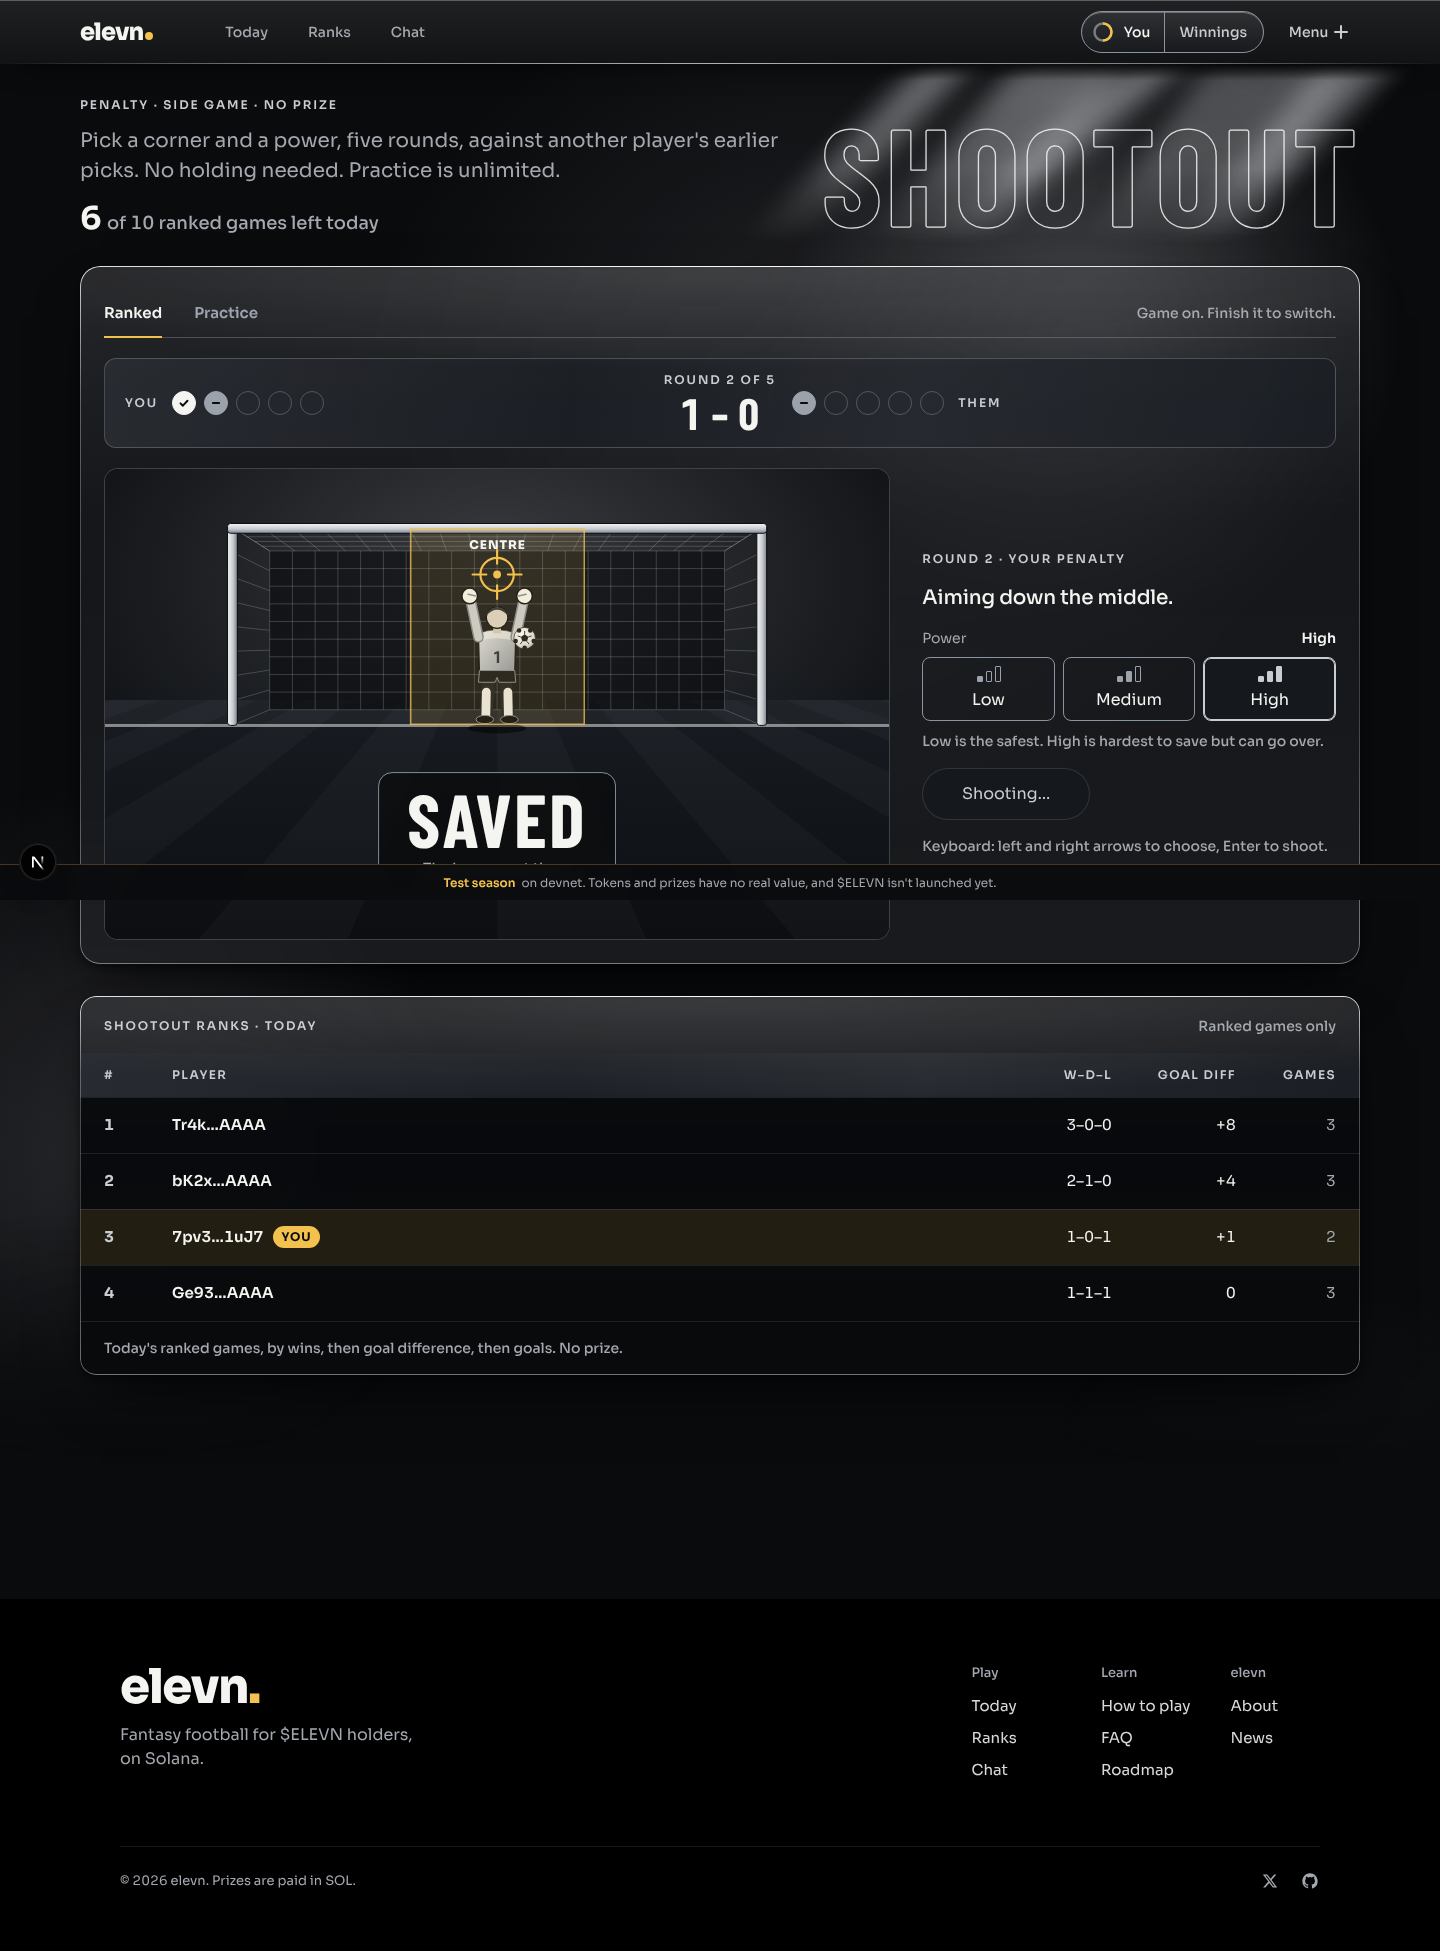 elevn.
Today
Ranks
Chat
You
Winnings
Menu
PENALTY · SIDE GAME · NO PRIZE
Pick a corner and a power, five rounds, against another player's earlier
picks. No holding needed. Practice is unlimited.
6 of 10 ranked games left today
SHOOTOUT
Ranked
Practice
Game on. Finish it to switch.
YOU
ROUND 2 OF 5
1 - 0
THEM
CENTRE
1
SAVED
ROUND 2 · YOUR PENALTY
Aiming down the middle.
Power
High
Low
Medium
High
Low is the safest. High is hardest to save but can go over.
Shooting...
Keyboard: left and right arrows to choose, Enter to shoot.
N
Test season on devnet. Tokens and prizes have no real value, and $ELEVN isn't launched yet.
SHOOTOUT RANKS · TODAY
Ranked games only
# PLAYER W–D–L GOAL DIFF GAMES
1 Tr4k...AAAA 3–0–0 +8 3
2 bK2x...AAAA 2–1–0 +4 3
3 7pv3...1uJ7 YOU 1–0–1 +1 2
4 Ge93...AAAA 1–1–1 0 3
Today's ranked games, by wins, then goal difference, then goals. No prize.
elevn.
Fantasy football for $ELEVN holders,
on Solana.
Play
Today
Ranks
Chat
Learn
How to play
FAQ
Roadmap
elevn
About
News
© 2026 elevn. Prizes are paid in SOL.